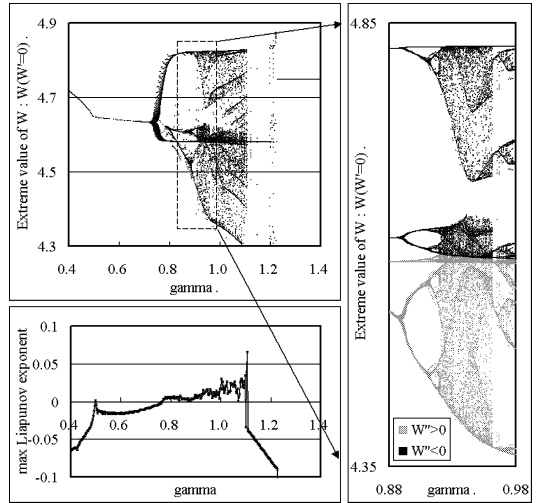 Extreme value of W : W(W'=0) .
4.9
4.7
4.5
4.3
0.4 0.6 0.8 1.0 1.2 1.4
gamma .
max Liapunov exponent
0.1
0.05
0
-0.05
-0.1
0.4 0.6 0.8 1.0 1.2 1.4
gamma
Extreme value of W : W(W'=0) .
4.85
4.35
W">0
W"<0
0.88 gamma . 0.98